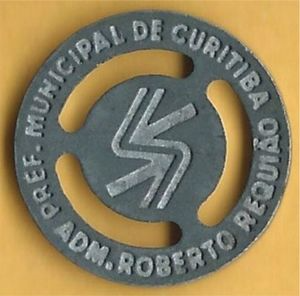 PREF. MUNICIPAL DE CURITIBA
ADM. ROBERTO REQUIÃO